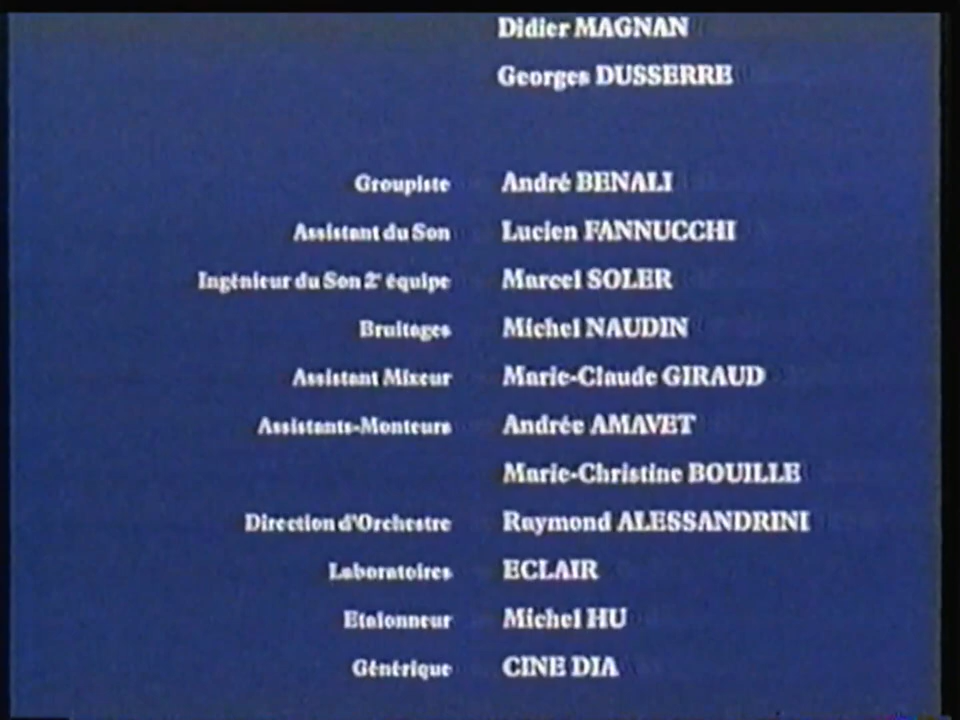 Didier MAGNAN
Georges DUSSERRE
Groupiste André BENALI
Assistant du Son Lucien FANNUCCHI
Ingénieur du Son 2e équipe Marcel SOLER
Bruitages Michel NAUDIN
Assistant Mixeur Marie-Claude GIRAUD
Assistants-Monteurs Andrée AMAVET
Marie-Christine BOUILLE
Direction d'Orchestre Raymond ALESSANDRINI
Laboratoires ECLAIR
Etalonneur Michel HU
Générique CINE DIA